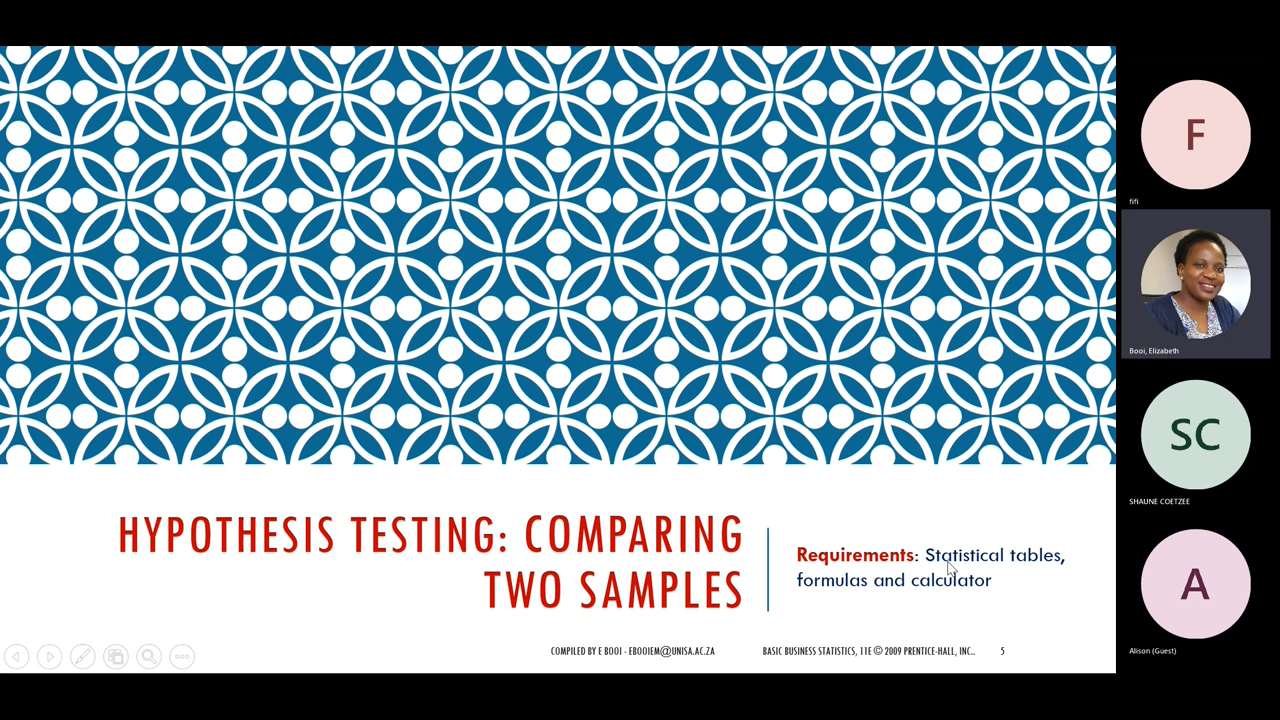 HYPOTHESIS TESTING: COMPARING
TWO SAMPLES
Requirements: Statistical tables,
formulas and calculator
COMPILED BY E BOOI - EBOOIEM@UNISA.AC.ZA
BASIC BUSINESS STATISTICS, 11E © 2009 PRENTICE-HALL, INC..
5
F
fifi
Booi, Elizabeth
SC
SHAUNE COETZEE
A
Alison (Guest)